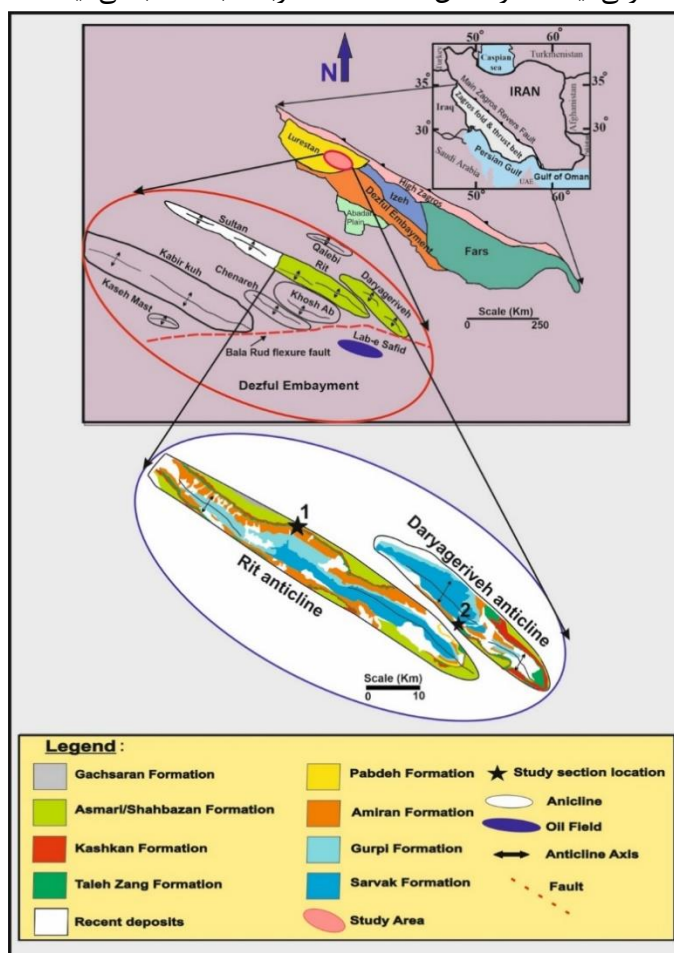 N
Caspian
sea
Turkmenistan
Turkey
35°
35°
IRAN
Main Zagros Revers Fault
Iraq
Zagros fold & thrust belt
Afghanistan
30°
30°
Persian Gulf
Saudi Arabia
UAE
Gulf of Oman
50°
60°
50°
60°
Lurestan
High Zagros
Izeh
Dezful Embayment
Abadan
Plain
Fars
Scale (Km)
0 250
Sultan
Qalebi
Rit
Kabir kuh
Chenareh
Khosh Ab
Daryageriveh
Kaseh Mast
Lab-e Safid
Bala Rud flexure fault
Dezful Embayment
1
Rit anticline
Daryageriveh anticline
2
Scale (Km)
0 10
Legend :
Gachsaran Formation
Pabdeh Formation
Study section location
Asmari/Shahbazan Formation
Amiran Formation
Anicline
Oil Field
Kashkan Formation
Gurpi Formation
Anticline Axis
Taleh Zang Formation
Sarvak Formation
Fault
Recent deposits
Study Area